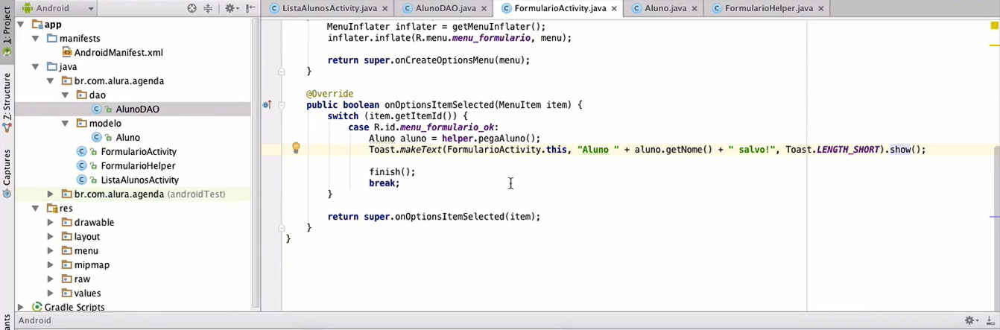 Android
ListaAlunosActivity.java
AlunoDAO.java
FormularioActivity.java
Aluno.java
FormularioHelper.java
1: Project
Z: Structure
Captures
app
manifests
AndroidManifest.xml
java
br.com.alura.agenda
dao
AlunoDAO
modelo
Aluno
FormularioActivity
FormularioHelper
ListaAlunosActivity
br.com.alura.agenda (androidTest)
res
drawable
layout
menu
mipmap
raw
values
Gradle Scripts
MenuInflater inflater = getMenuInflater();
inflater.inflate(R.menu.menu_formulario, menu);
return super.onCreateOptionsMenu(menu);
}
@Override
public boolean onOptionsItemSelected(MenuItem item) {
switch (item.getItemId()) {
case R.id.menu_formulario_ok:
Aluno aluno = helper.pegaAluno();
Toast.makeText(FormularioActivity.this, "Aluno " + aluno.getNome() + " salvo!", Toast.LENGTH_SHORT).show();
finish();
break;
}
return super.onOptionsItemSelected(item);
}
}
Android